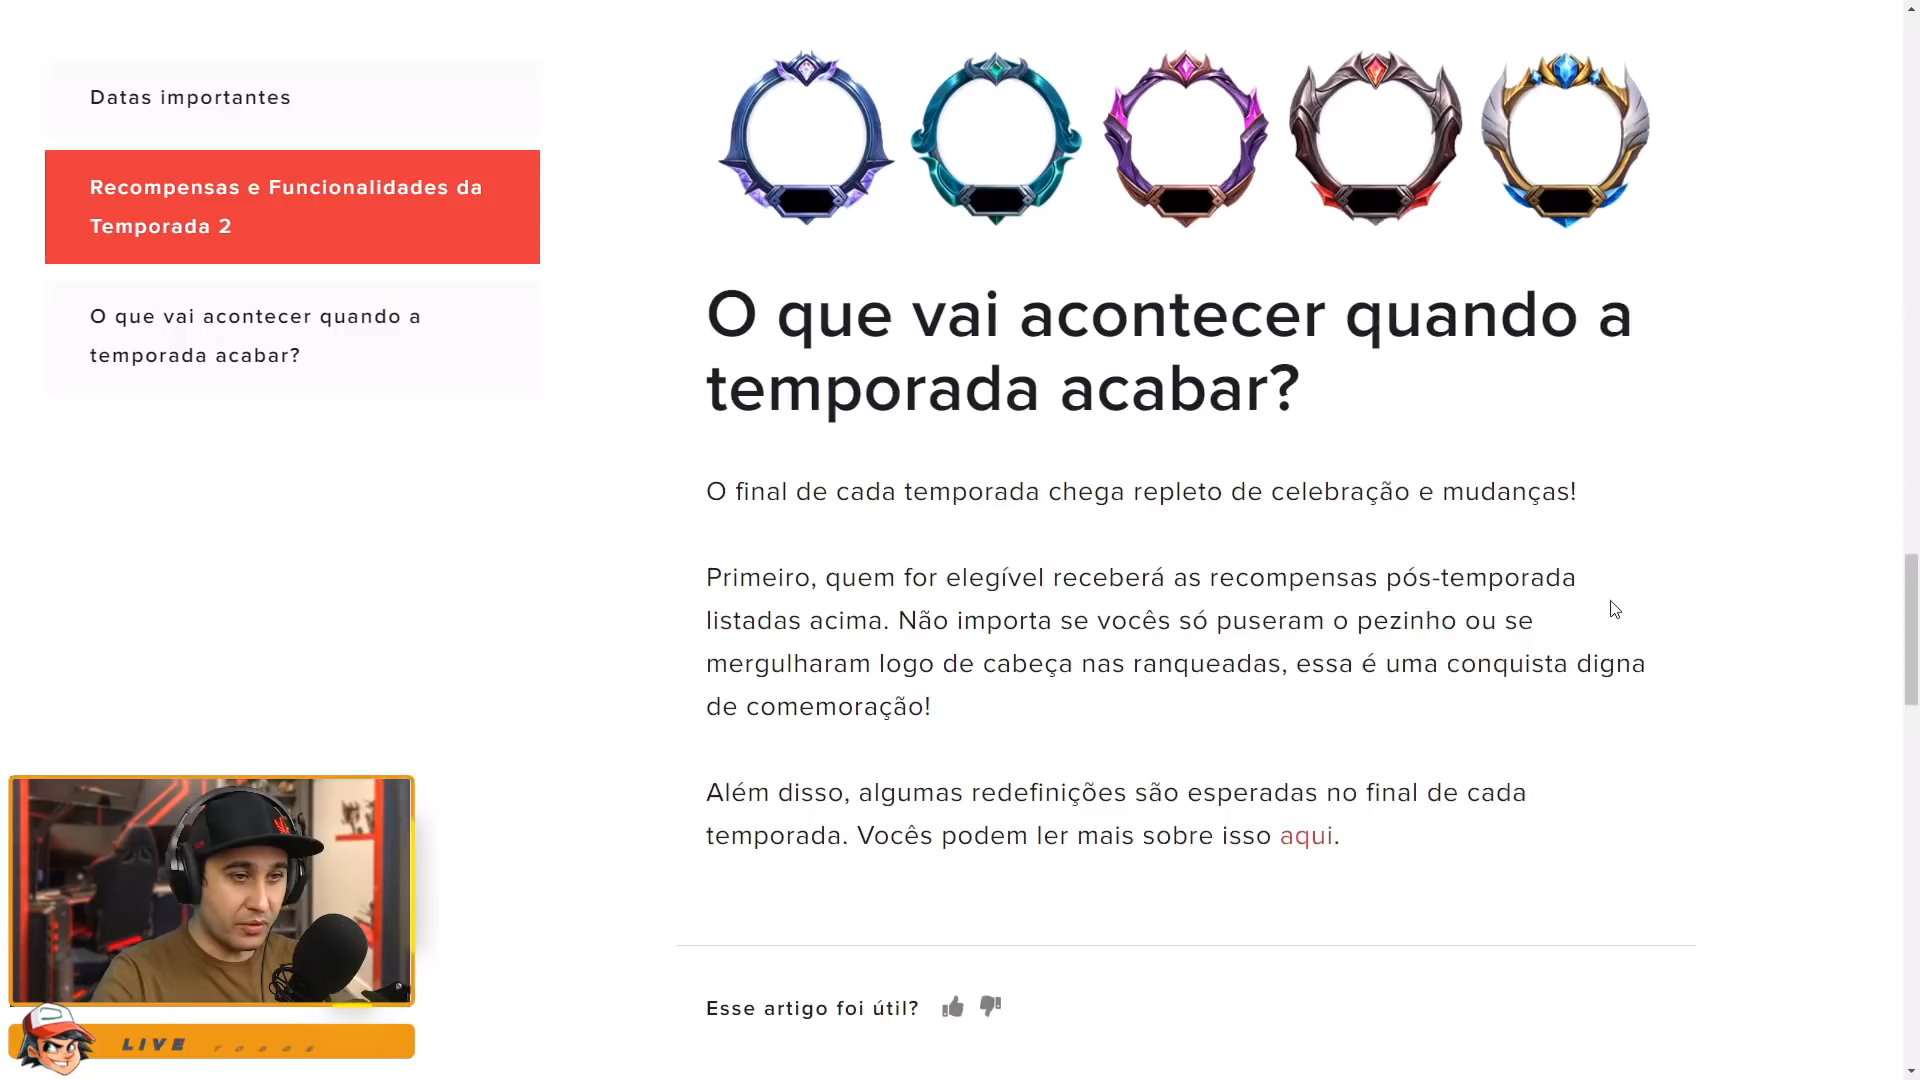 Datas importantes
Recompensas e Funcionalidades da
Temporada 2
O que vai acontecer quando a
temporada acabar?
O que vai acontecer quando a
temporada acabar?
O final de cada temporada chega repleto de celebração e mudanças!
Primeiro, quem for elegível receberá as recompensas pós-temporada
listadas acima. Não importa se vocês só puseram o pezinho ou se
mergulharam logo de cabeça nas ranqueadas, essa é uma conquista digna
de comemoração!
Além disso, algumas redefinições são esperadas no final de cada
temporada. Vocês podem ler mais sobre isso aqui.
Esse artigo foi útil?
LIVE